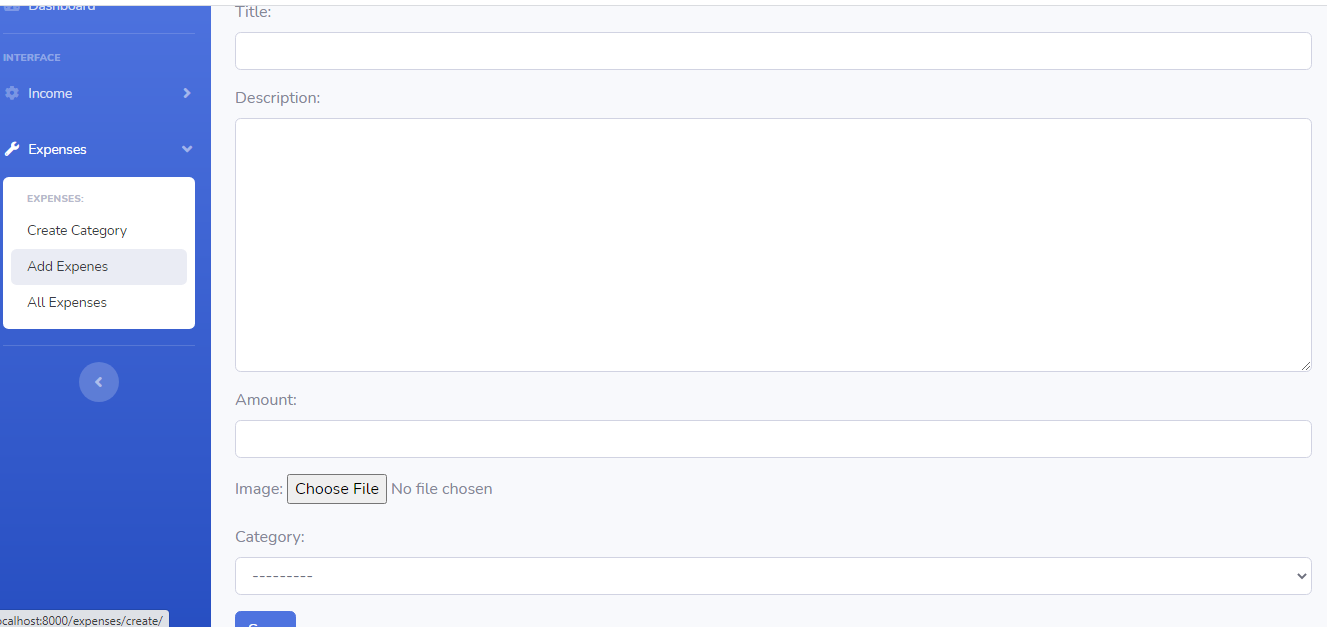 Dashboard
INTERFACE
Income
Expenses
EXPENSES:
Create Category
Add Expenes
All Expenses
Title:
Description:
Amount:
Image: Choose File No file chosen
Category:
---------
ocalhost:8000/expenses/create/